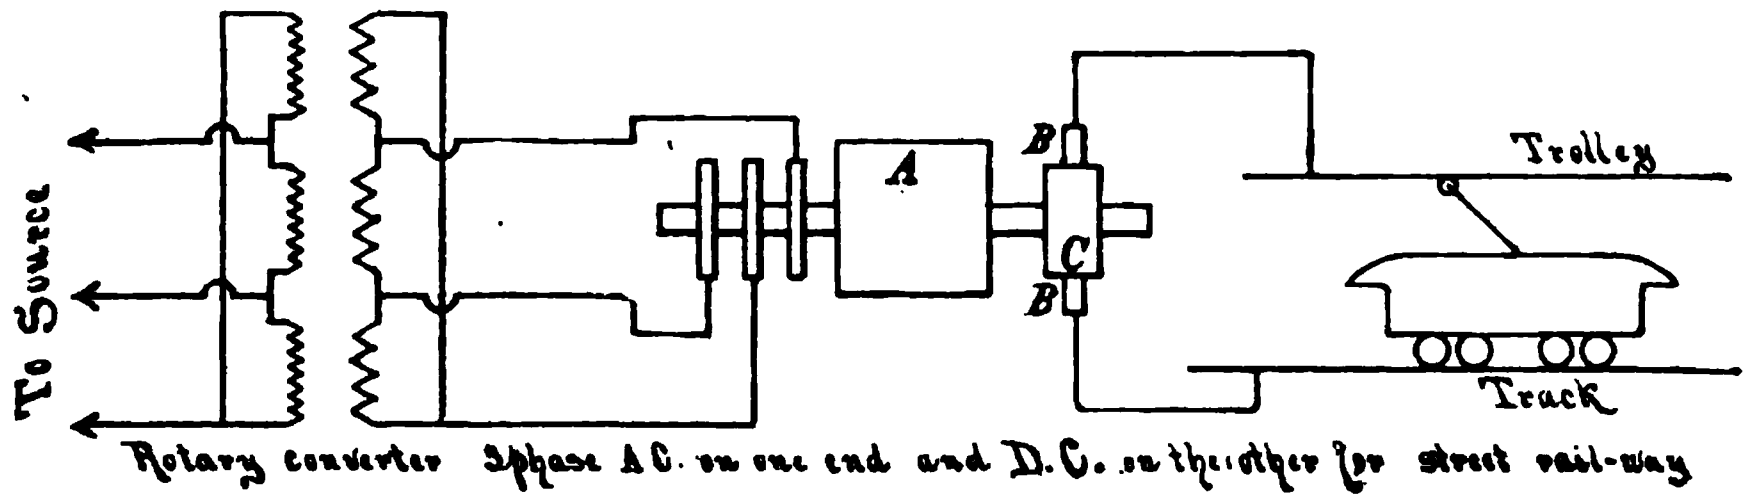 To Source
A
B
C
B
Trolley
Track
Rotary converter 3phase A C. on one end and D.C. on the other for street rail-way